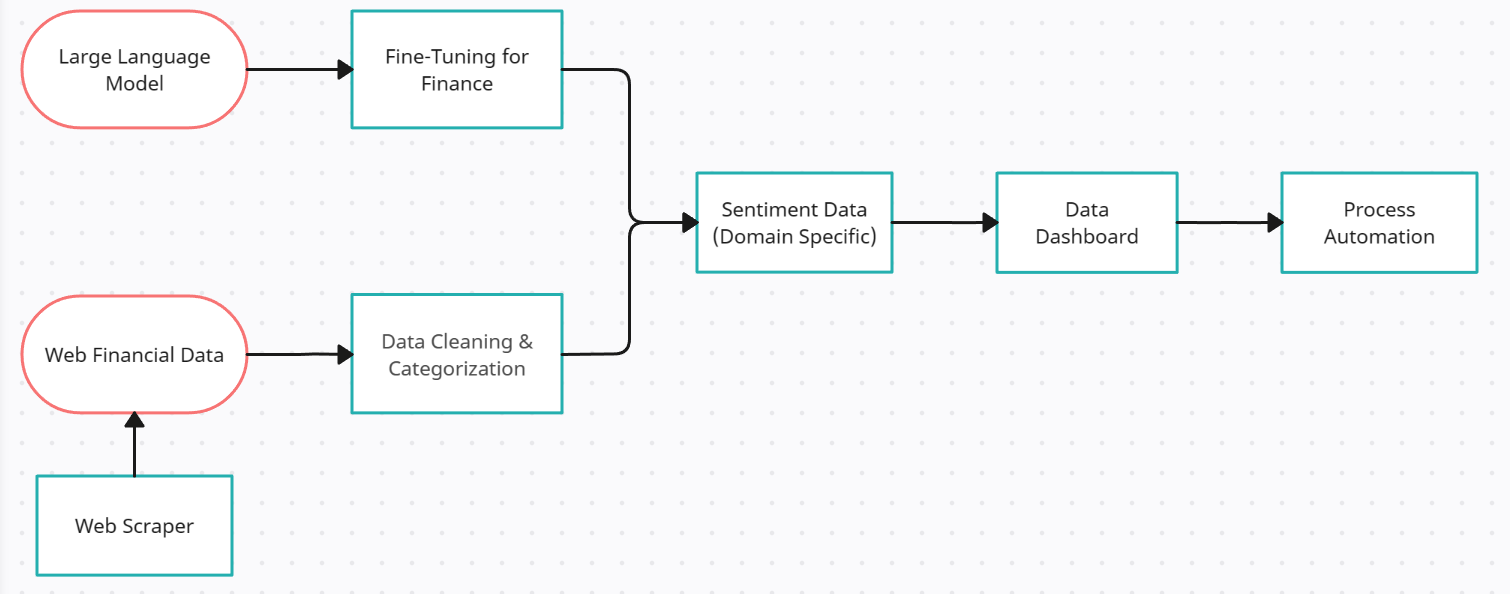 Large Language
Model
Fine-Tuning for
Finance
Sentiment Data
(Domain Specific)
Data
Dashboard
Process
Automation
Web Financial Data
Data Cleaning &
Categorization
Web Scraper